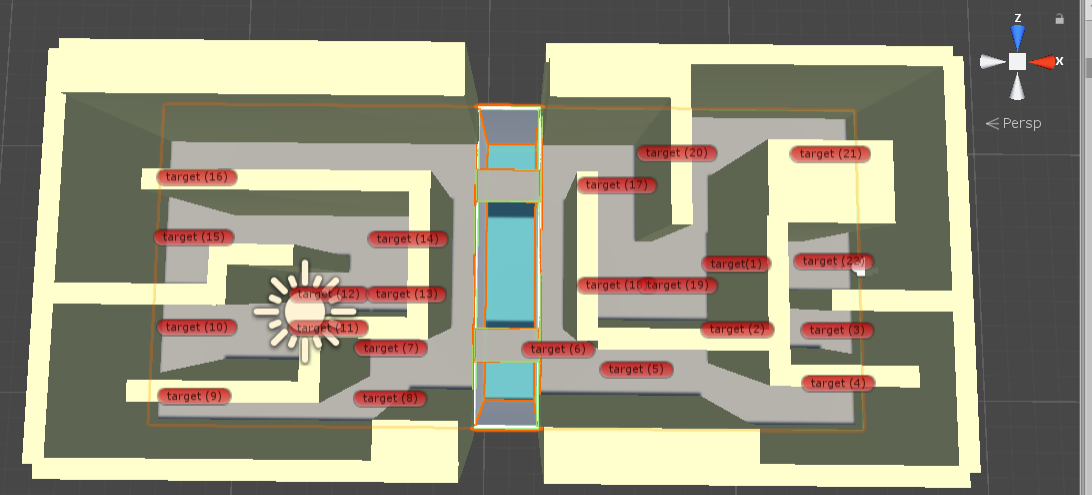 Z
X
< Persp
target (20)
target (21)
target (16)
target (17)
target (15)
target (14)
target (1)
target (22)
target (12)
target (13)
target (18)
target (19)
target (10)
target (11)
target (2)
target (3)
target (7)
target (6)
target (5)
target (4)
target (9)
target (8)